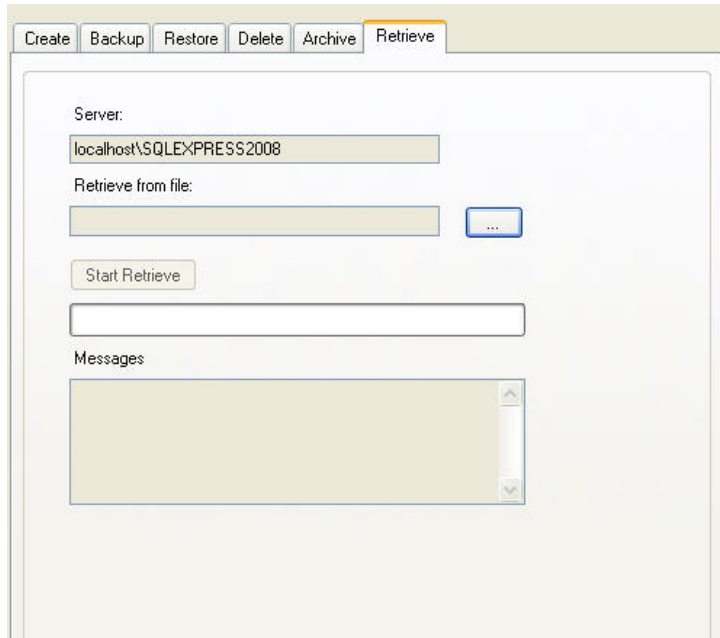 Create Backup Restore Delete Archive Retrieve
Server:
localhost\SQLEXPRESS2008
Retrieve from file:
...
Start Retrieve
Messages